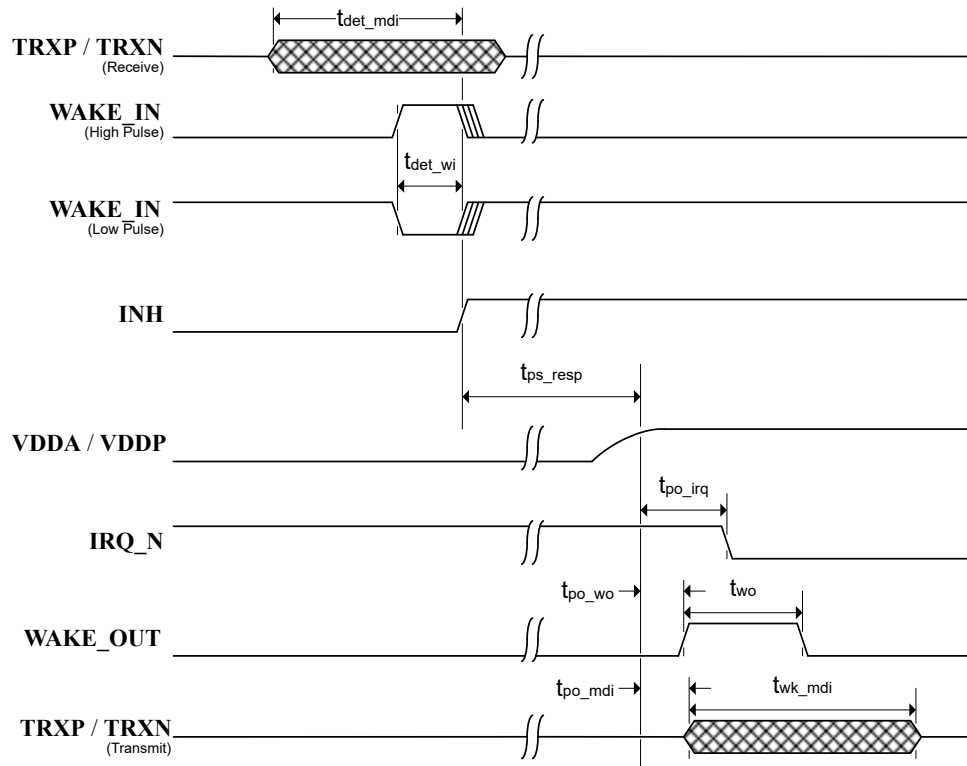 tdet_mdi
TRXP / TRXN
(Receive)
WAKE_IN
(High Pulse)
tdet_wi
WAKE_IN
(Low Pulse)
INH
tps_resp
VDDA / VDDP
tpo_irq
IRQ_N
tpo_wo
two
WAKE_OUT
tpo_mdi
twk_mdi
TRXP / TRXN
(Transmit)